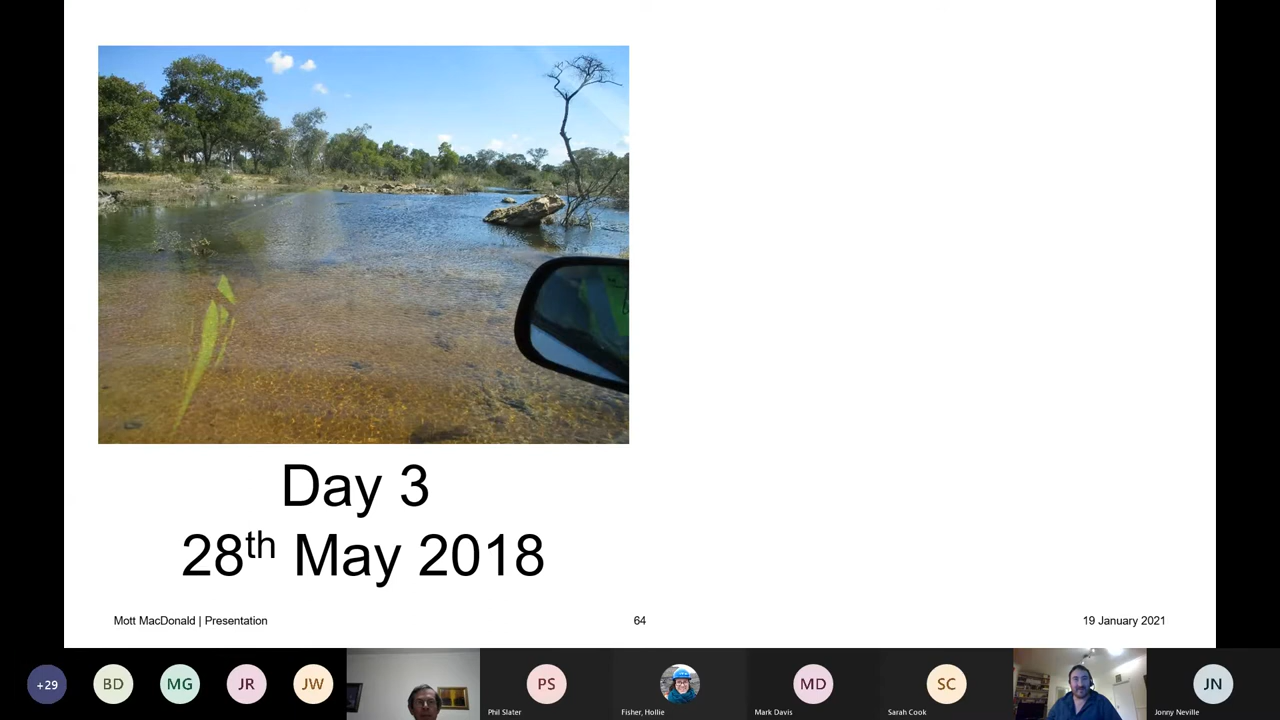 Day 3
28th May 2018
Mott MacDonald | Presentation
64
19 January 2021
+29
BD
MG
JR
JW
PS
Phil Slater
Fisher, Hollie
MD
Mark Davis
SC
Sarah Cook
JN
Jonny Neville